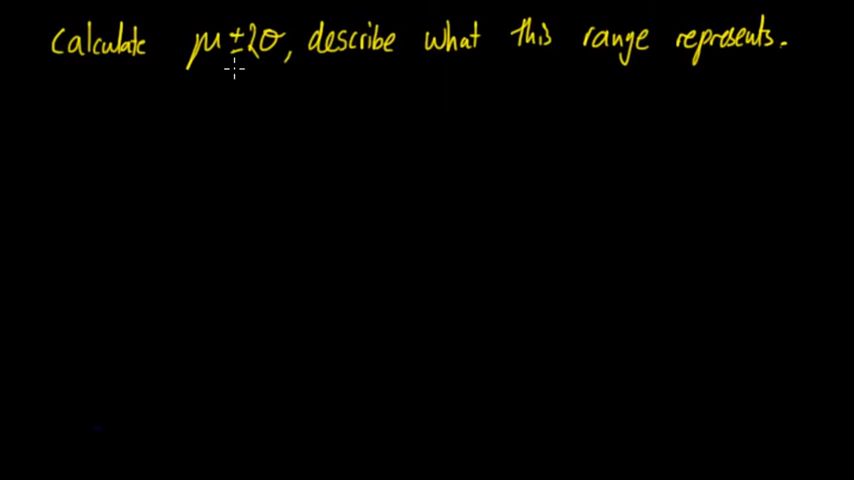 Calculate μ ± 2σ, describe what this range represents.